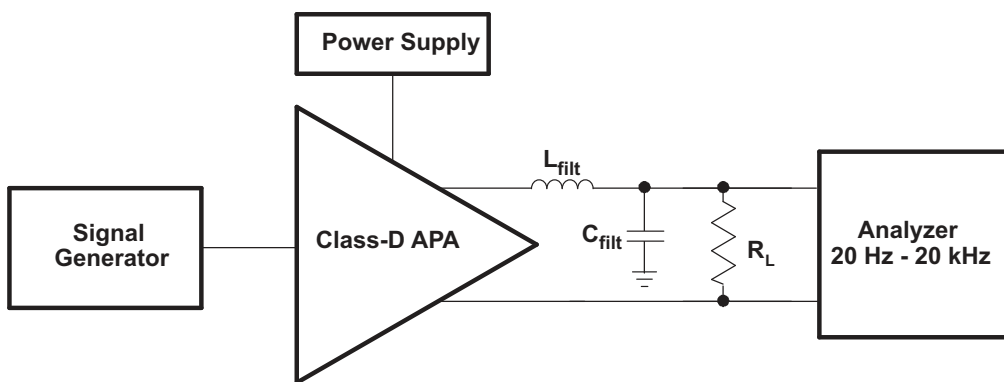 Power Supply
Signal
Generator
Class-D APA
Lfilt
Cfilt
RL
Analyzer
20 Hz - 20 kHz